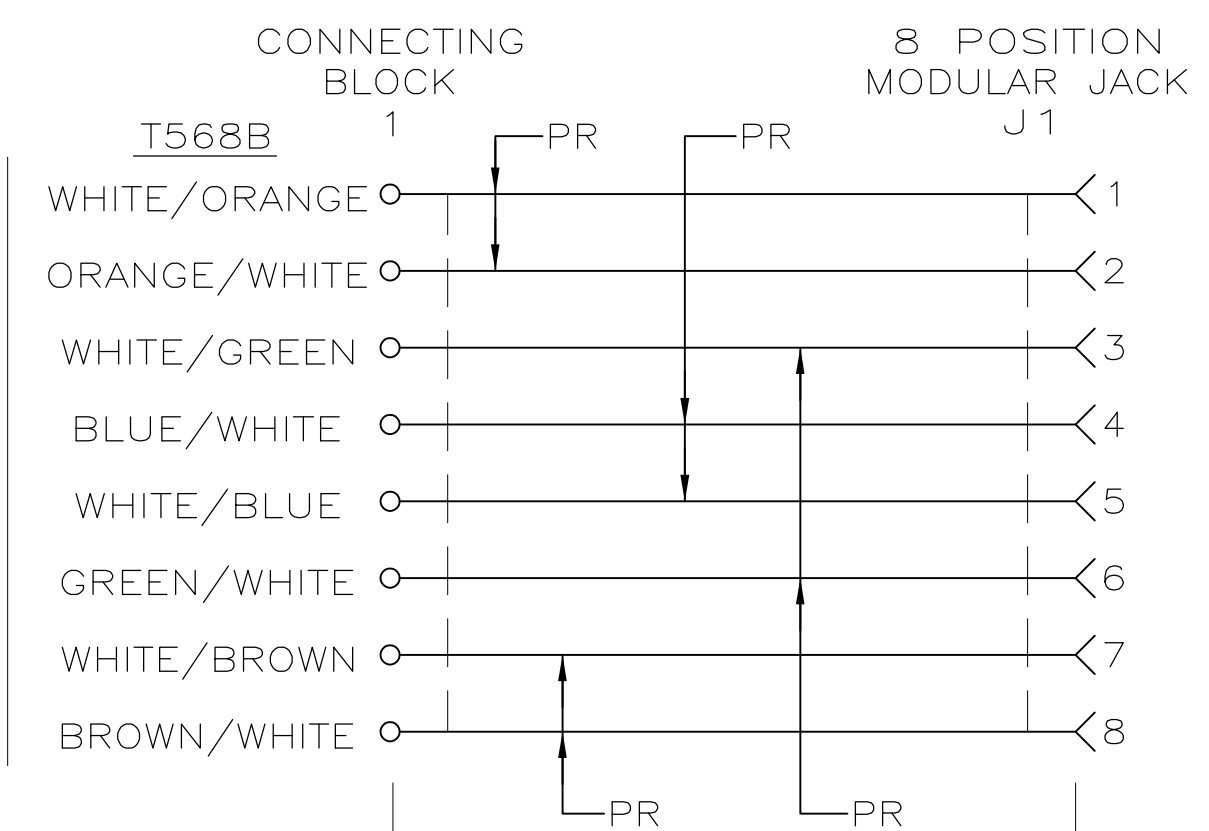 CONNECTING
BLOCK
1
8 POSITION
MODULAR JACK
J1
T568B
PR
PR
WHITE/ORANGE
1
ORANGE/WHITE
2
WHITE/GREEN
3
BLUE/WHITE
4
WHITE/BLUE
5
GREEN/WHITE
6
WHITE/BROWN
7
BROWN/WHITE
8
PR
PR